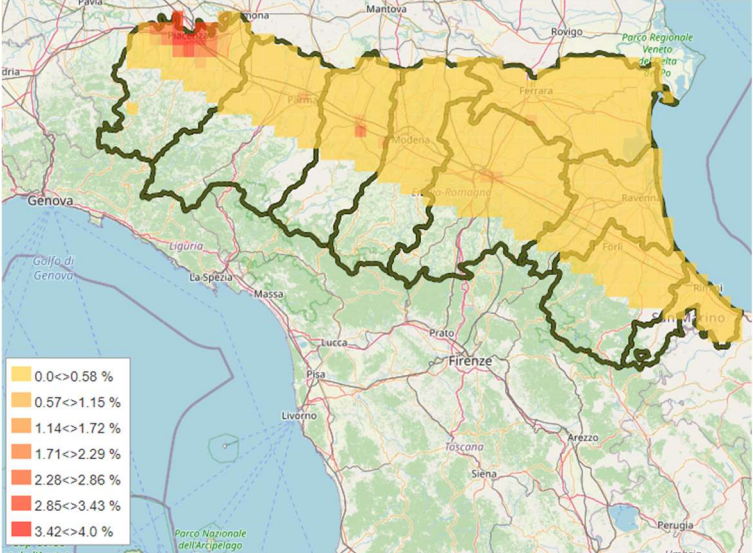 Pavia
mona
Mantova
Rovigo
Parco Regionale
Veneto
del Delta
Po
Piacenza
dria
Ferrara
Parma
Modena
Emilia-Romagna
Ravenna
Genova
Forlì
Liguria
Golfo di
Genova
La Spezia
Rimini
San Marino
Massa
Prato
Lucca
Firenze
Pisa
Livorno
Arezzo
Toscana
Siena
Perugia
Parco Nazionale
dell'Arcipelago
0.0<>0.58 %
0.57<>1.15 %
1.14<>1.72 %
1.71<>2.29 %
2.28<>2.86 %
2.85<>3.43 %
3.42<>4.0 %